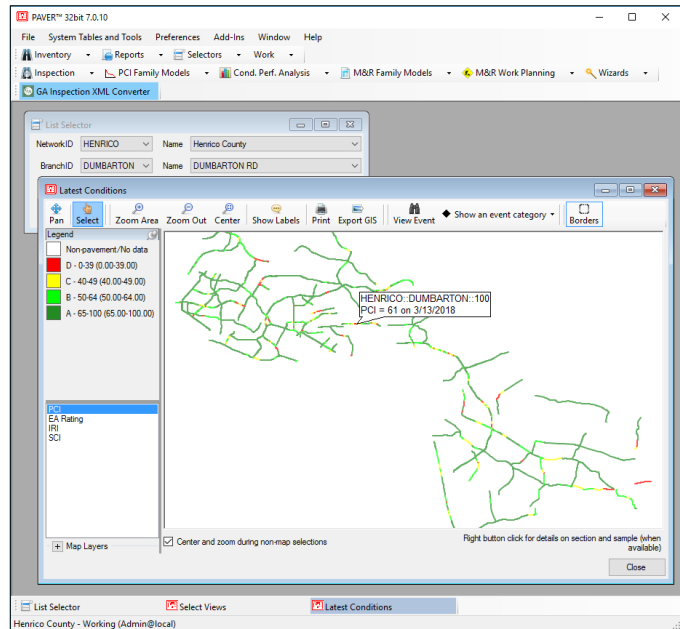 PAVER™ 32bit 7.0.10
File System Tables and Tools Preferences Add-Ins Window Help
Inventory Reports Selectors Work
Inspection PCI Family Models Cond. Perf. Analysis M&R Family Models M&R Work Planning Wizards
GA Inspection XML Converter
List Selector
NetworkID HENRICO Name Henrico County
BranchID DUMBARTON Name DUMBARTON RD
Latest Conditions
Pan Select Zoom Area Zoom Out Center Show Labels Print Export GIS View Event Show an event category Borders
Legend
Non-pavement/No data
D - 0-39 (0.00-39.00)
C - 40-49 (40.00-49.00)
B - 50-64 (50.00-64.00)
A - 65-100 (65.00-100.00)
HENRICO::DUMBARTON::100
PCI = 61 on 3/13/2018
PCI
EA Rating
IRI
SCI
Map Layers
Center and zoom during non-map selections
Right button click for details on section and sample (when
available)
Close
List Selector Select Views Latest Conditions
Henrico County - Working (Admin@local)